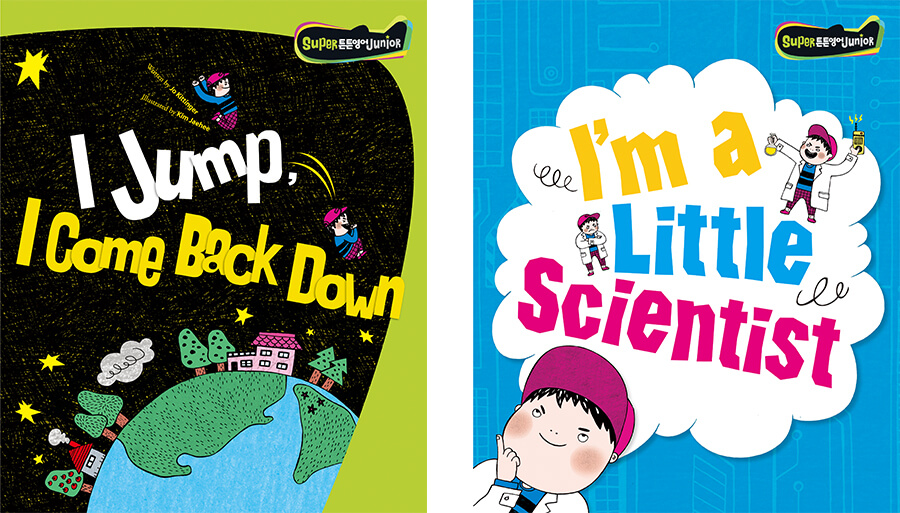 Super 튼튼영어 Junior
Written by Jo Kittinger
Illustrated by Kim Jaehee
I Jump,
I Come Back Down
Super 튼튼영어 Junior
I'm a
Little
Scientist